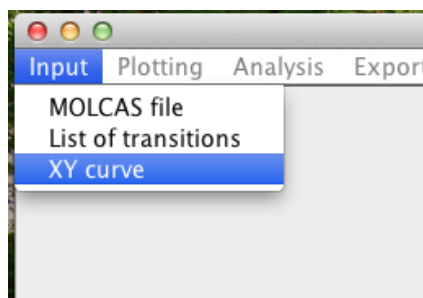 Input Plotting Analysis Export
MOLCAS file
List of transitions
XY curve